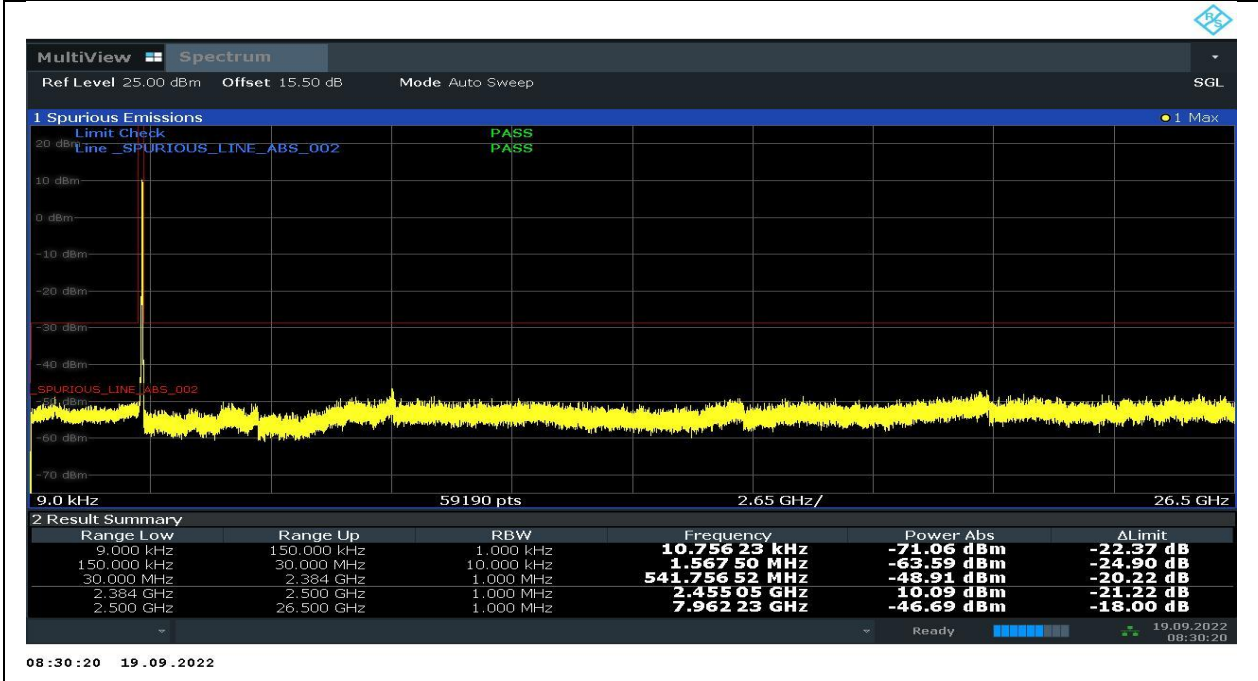 R&S
MultiView Spectrum
Ref Level 25.00 dBm Offset 15.50 dB Mode Auto Sweep SGL
1 Spurious Emissions 1 Max
Limit Check PASS
20 dBm
Line _SPURIOUS_LINE_ABS_002 PASS
10 dBm
0 dBm
-10 dBm
-20 dBm
-30 dBm
-40 dBm
_SPURIOUS_LINE_ABS_002
-50 dBm
-60 dBm
-70 dBm
9.0 kHz 59190 pts 2.65 GHz/ 26.5 GHz
2 Result Summary
Range Low Range Up RBW Frequency Power Abs ΔLimit
9.000 kHz 150.000 kHz 1.000 kHz 10.756 23 kHz -71.06 dBm -22.37 dB
150.000 kHz 30.000 MHz 10.000 kHz 1.567 50 MHz -63.59 dBm -24.90 dB
30.000 MHz 2.384 GHz 1.000 MHz 541.756 52 MHz -48.91 dBm -20.22 dB
2.384 GHz 2.500 GHz 1.000 MHz 2.455 05 GHz 10.09 dBm -21.22 dB
2.500 GHz 26.500 GHz 1.000 MHz 7.962 23 GHz -46.69 dBm -18.00 dB
Ready 19.09.2022
08:30:20
08:30:20 19.09.2022